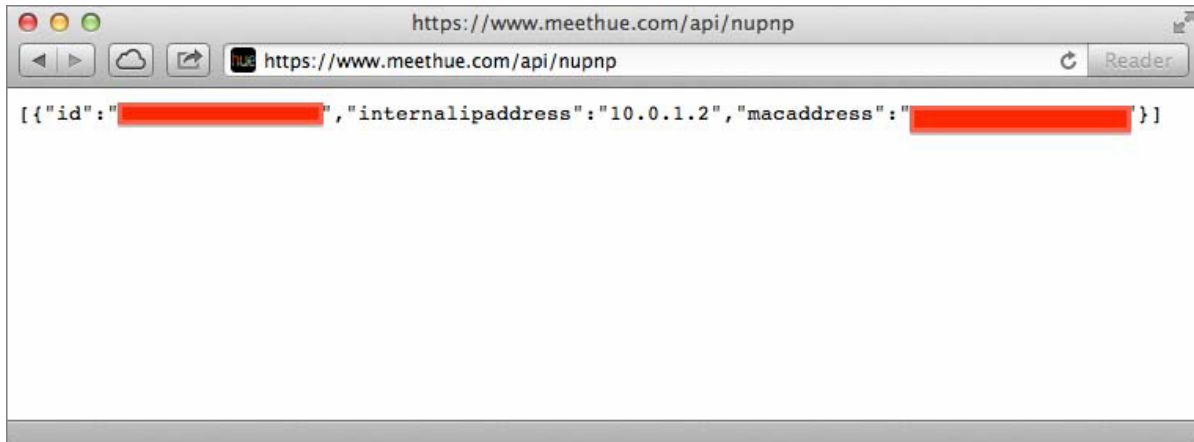 https://www.meethue.com/api/nupnp
hue https://www.meethue.com/api/nupnp Reader
[{"id":"","internalipaddress":"10.0.1.2","macaddress":""}]